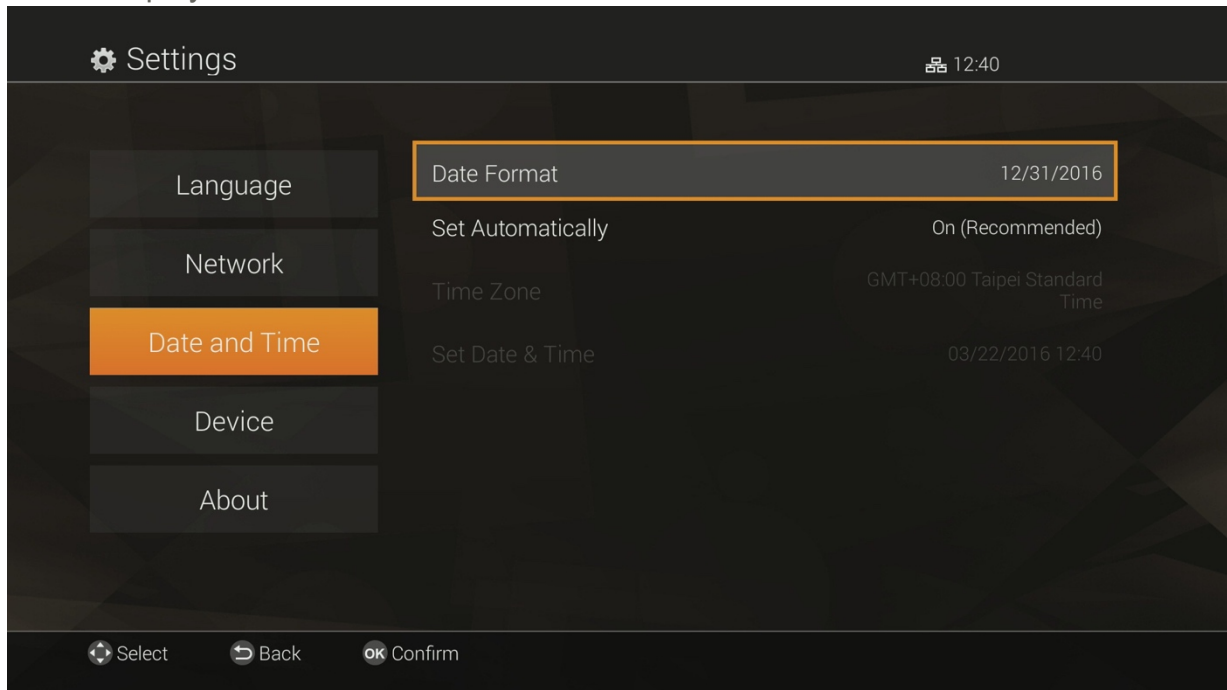 Settings
12:40
Language
Network
Date and Time
Device
About
Date Format 12/31/2016
Set Automatically On (Recommended)
Time Zone GMT+08:00 Taipei Standard
Time
Set Date & Time 03/22/2016 12:40
Select Back OK Confirm